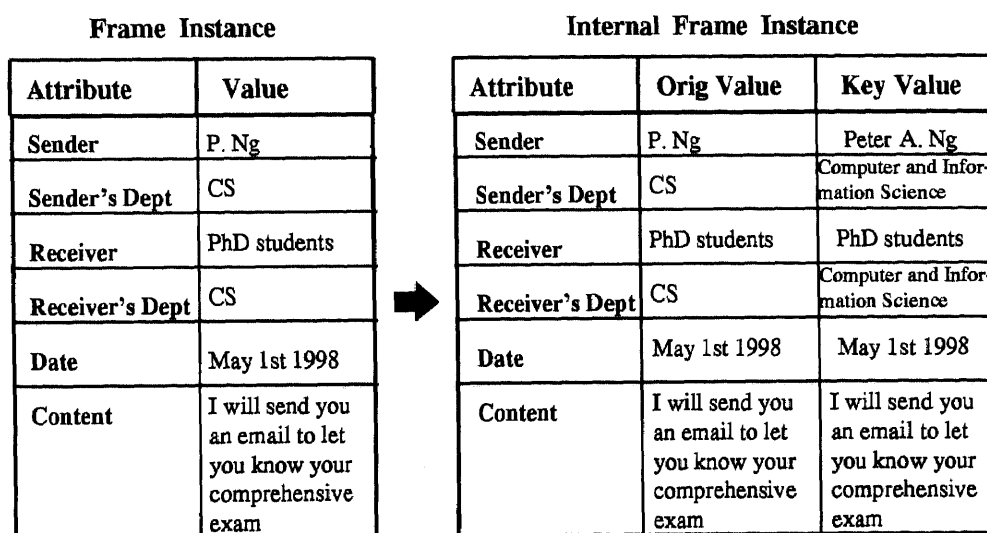 Frame Instance
Attribute Value
Sender P. Ng
Sender's Dept CS
Receiver PhD students
Receiver's Dept CS
Date May 1st 1998
Content I will send you
an email to let
you know your
comprehensive
exam
Internal Frame Instance
Attribute Orig Value Key Value
Sender P. Ng Peter A. Ng
Sender's Dept CS Computer and Infor-
mation Science
Receiver PhD students PhD students
Receiver's Dept CS Computer and Infor-
mation Science
Date May 1st 1998 May 1st 1998
Content I will send you I will send you
an email to let an email to let
you know your you know your
comprehensive comprehensive
exam exam